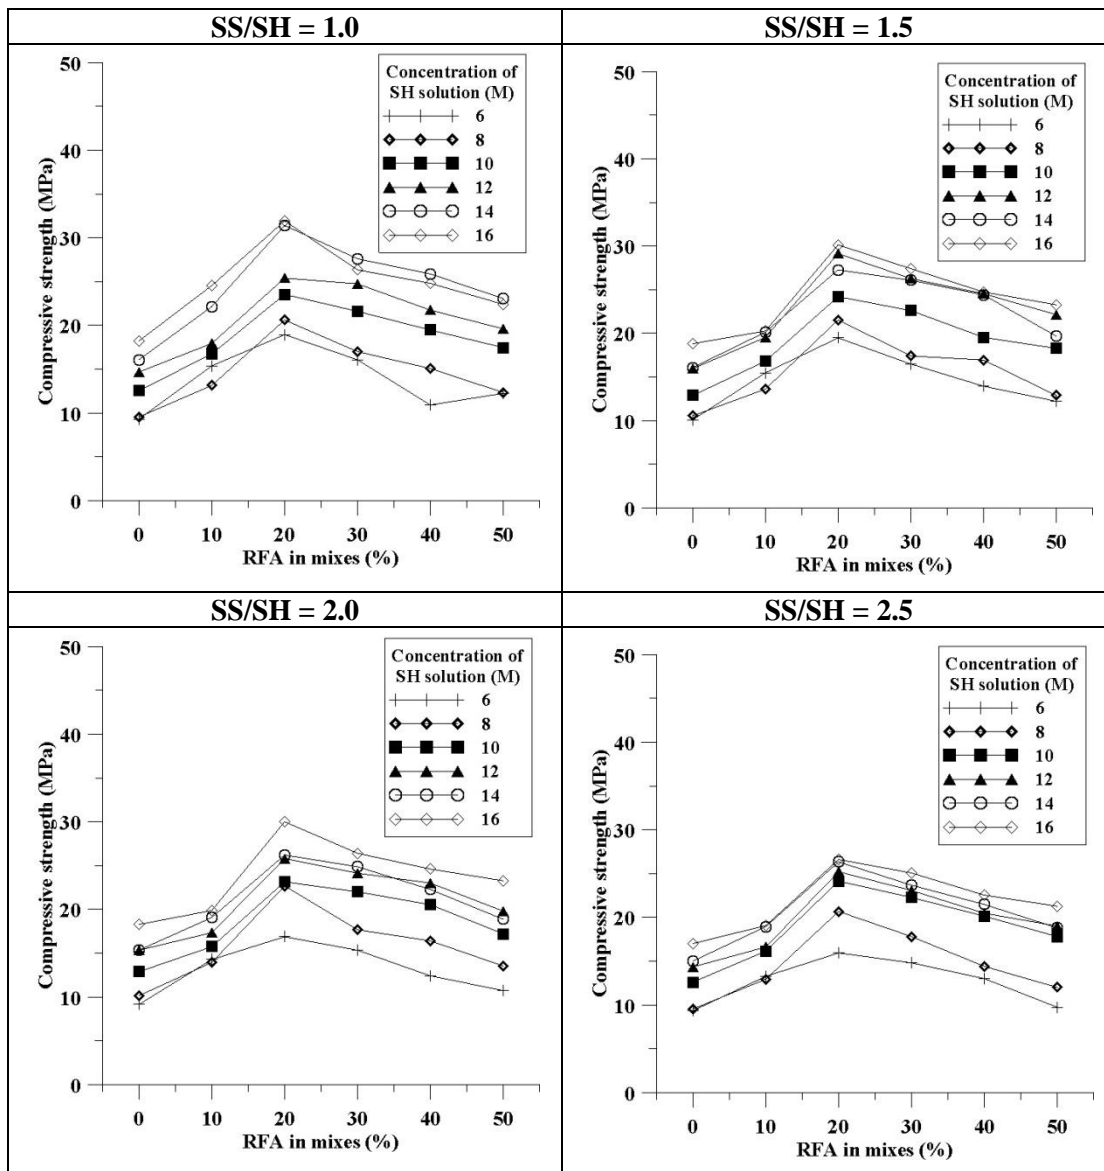 SS/SH = 1.0
Concentration of
SH solution (M)
6
8
10
12
14
16
Compressive strength (MPa)
50
40
30
20
10
0
0 10 20 30 40 50
RFA in mixes (%)
SS/SH = 1.5
Concentration of
SH solution (M)
6
8
10
12
14
16
Compressive strength (MPa)
50
40
30
20
10
0
0 10 20 30 40 50
RFA in mixes (%)
SS/SH = 2.0
Concentration of
SH solution (M)
6
8
10
12
14
16
Compressive strength (MPa)
50
40
30
20
10
0
0 10 20 30 40 50
RFA in mixes (%)
SS/SH = 2.5
Concentration of
SH solution (M)
6
8
10
12
14
16
Compressive strength (MPa)
50
40
30
20
10
0
0 10 20 30 40 50
RFA in mixes (%)